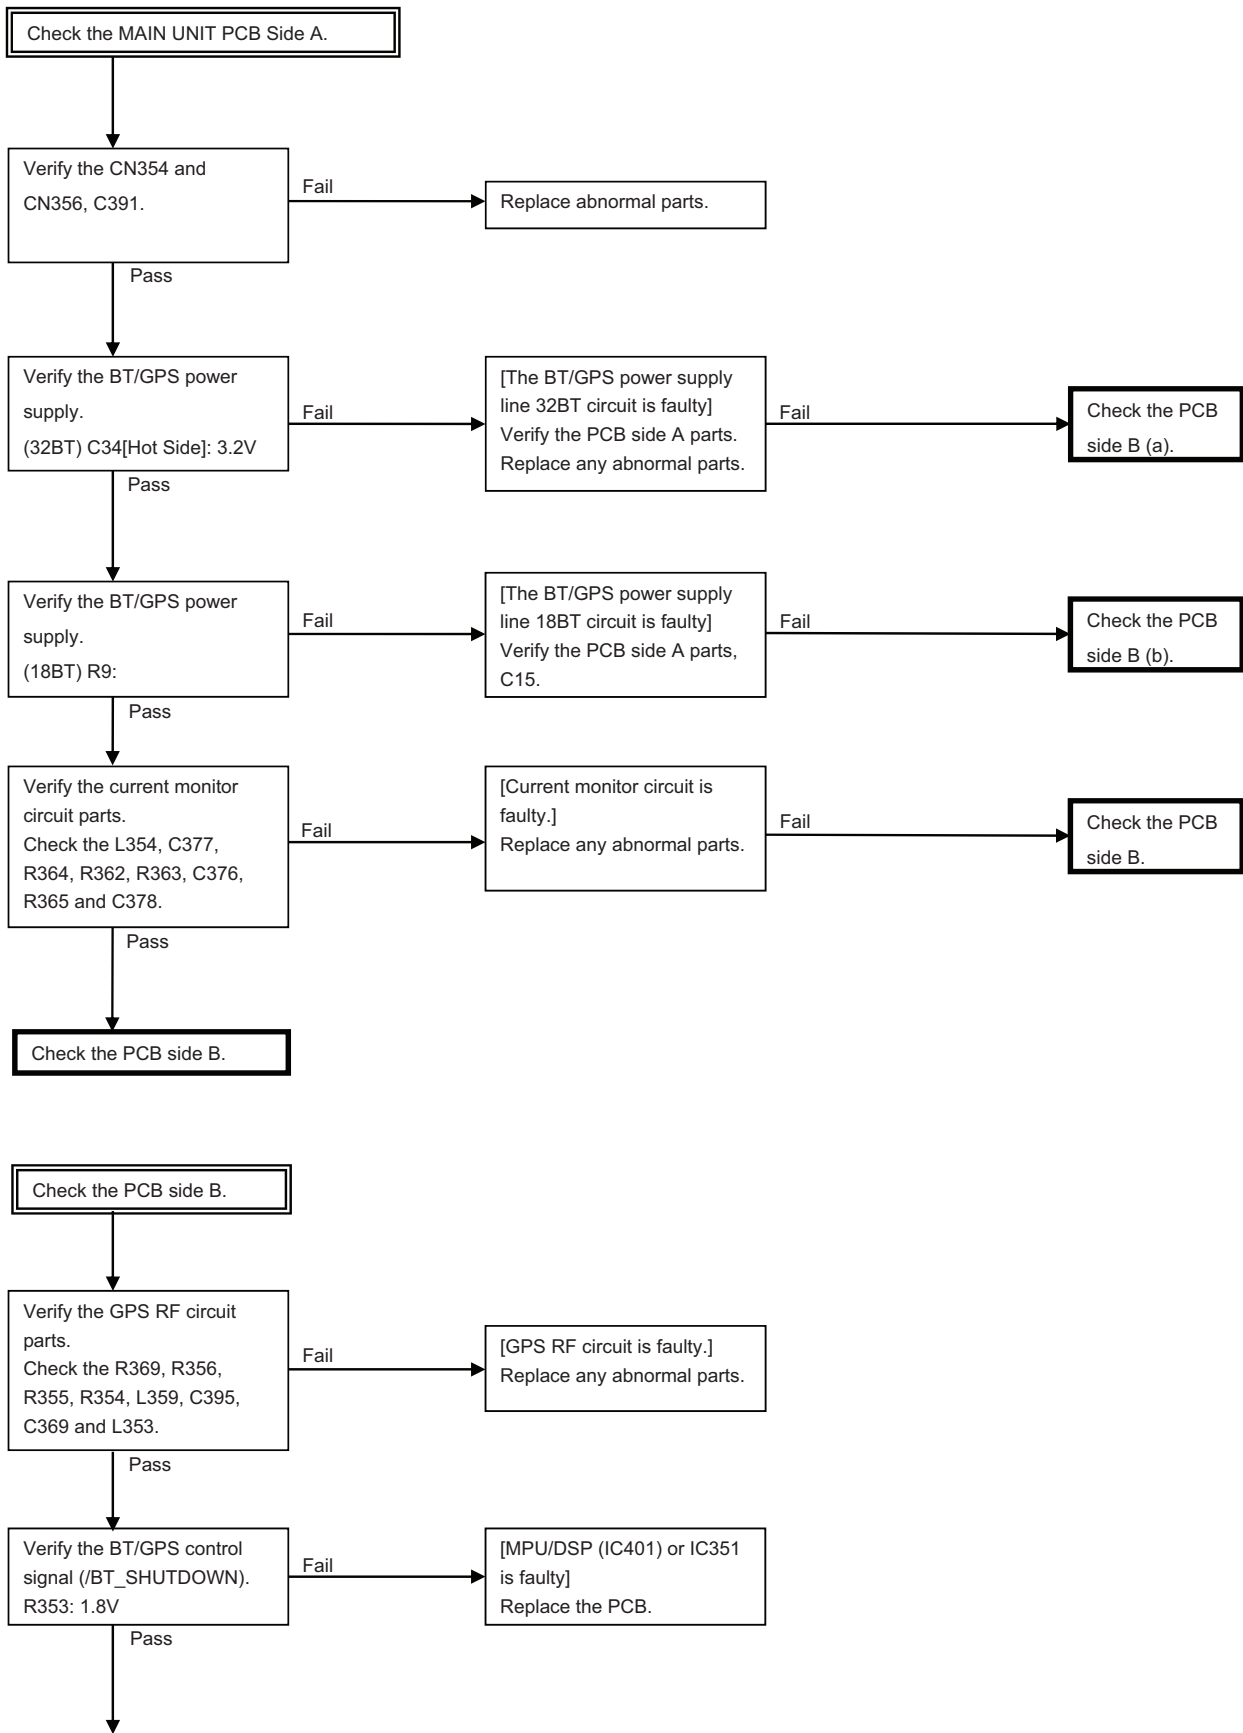 Check the MAIN UNIT PCB Side A.
Verify the CN354 and
CN356, C391.
Fail
Replace abnormal parts.
Pass
Verify the BT/GPS power
supply.
(32BT) C34[Hot Side]: 3.2V
Fail
[The BT/GPS power supply
line 32BT circuit is faulty]
Verify the PCB side A parts.
Replace any abnormal parts.
Fail
Check the PCB
side B (a).
Pass
Verify the BT/GPS power
supply.
(18BT) R9:
Fail
[The BT/GPS power supply
line 18BT circuit is faulty]
Verify the PCB side A parts,
C15.
Fail
Check the PCB
side B (b).
Pass
Verify the current monitor
circuit parts.
Check the L354, C377,
R364, R362, R363, C376,
R365 and C378.
Fail
[Current monitor circuit is
faulty.]
Replace any abnormal parts.
Fail
Check the PCB
side B.
Pass
Check the PCB side B.
Check the PCB side B.
Verify the GPS RF circuit
parts.
Check the R369, R356,
R355, R354, L359, C395,
C369 and L353.
Fail
[GPS RF circuit is faulty.]
Replace any abnormal parts.
Pass
Verify the BT/GPS control
signal (/BT_SHUTDOWN).
R353: 1.8V
Fail
[MPU/DSP (IC401) or IC351
is faulty]
Replace the PCB.
Pass